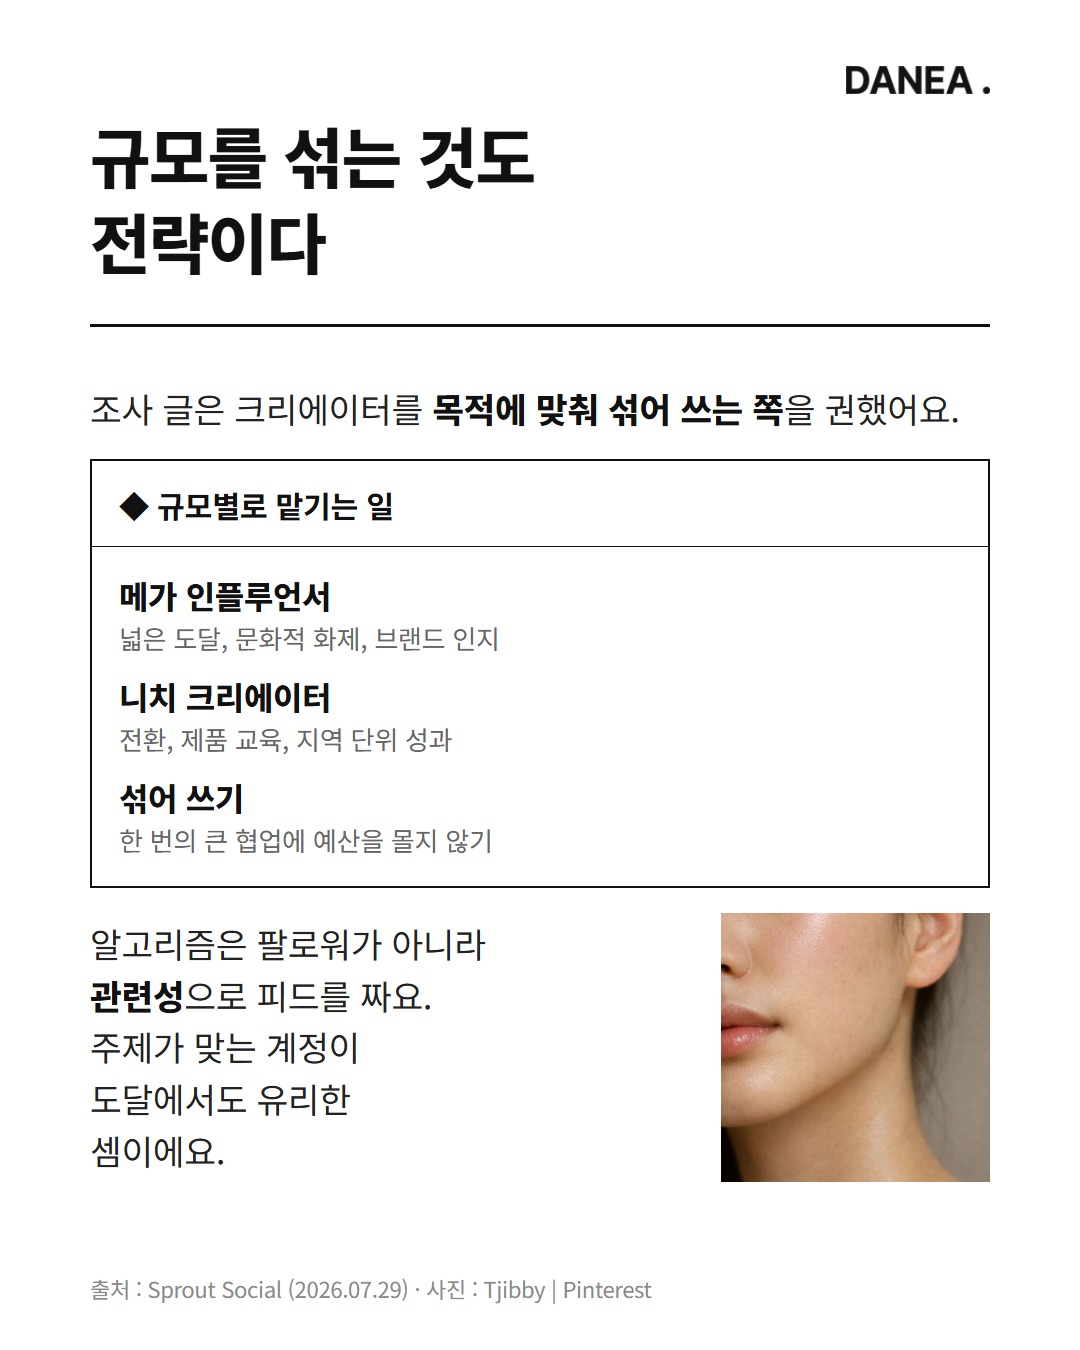 DANEA .
규모를 섞는 것도
전략이다
조사 글은 크리에이터를 목적에 맞춰 섞어 쓰는 쪽을 권했어요.
◆ 규모별로 맡기는 일
메가 인플루언서
넓은 도달, 문화적 화제, 브랜드 인지
니치 크리에이터
전환, 제품 교육, 지역 단위 성과
섞어 쓰기
한 번의 큰 협업에 예산을 몰지 않기
알고리즘은 팔로워가 아니라
관련성으로 피드를 짜요.
주제가 맞는 계정이
도달에서도 유리한
셈이에요.
출처 : Sprout Social (2026.07.29) · 사진 : Tjibby | Pinterest